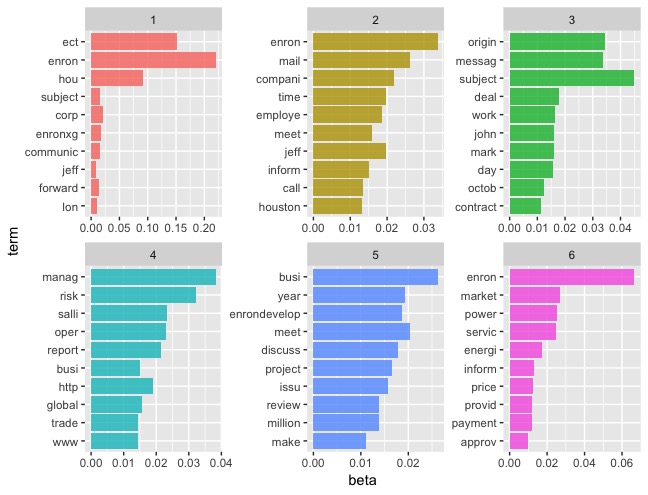 1
2
3
ect
enron
hou
subject
corp
enronxg
communic
jeff
forward
lon
0.00 0.05 0.10 0.15 0.20
enron
mail
compani
time
employe
meet
jeff
inform
call
houston
0.00 0.01 0.02 0.03
origin
messag
subject
deal
work
john
mark
day
octob
contract
0.00 0.01 0.02 0.03 0.04
term
4
5
6
manag
risk
salli
oper
report
busi
http
global
trade
www
0.00 0.01 0.02 0.03 0.04
busi
year
enrondevelop
meet
discuss
project
issu
review
million
make
0.00 0.01 0.02
enron
market
power
servic
energi
inform
price
provid
payment
approv
0.00 0.02 0.04 0.06
beta